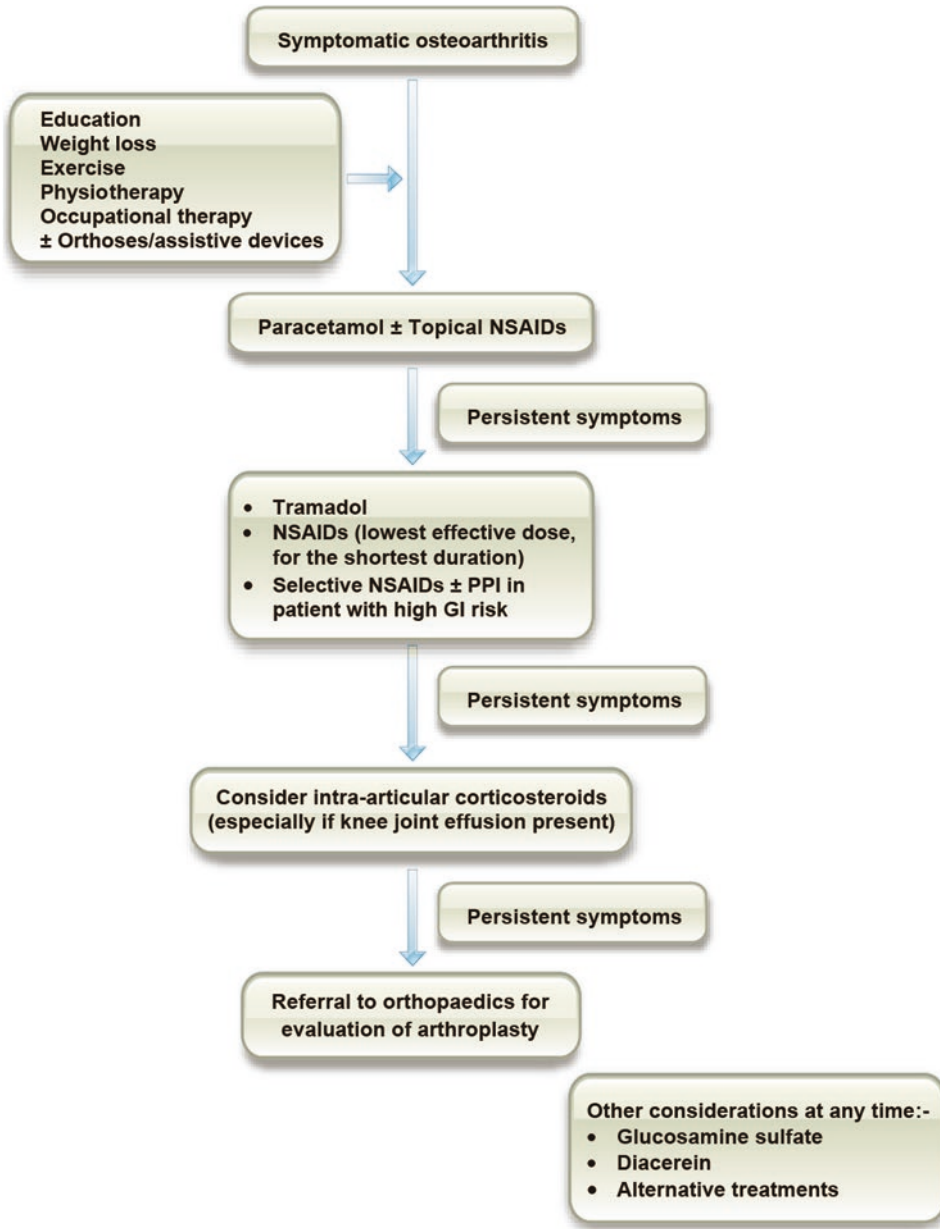 Symptomatic osteoarthritis
Education
Weight loss
Exercise
Physiotherapy
Occupational therapy
± Orthoses/assistive devices
Paracetamol ± Topical NSAIDs
Persistent symptoms
• Tramadol
• NSAIDs (lowest effective dose,
for the shortest duration)
• Selective NSAIDs ± PPI in
patient with high GI risk
Persistent symptoms
Consider intra-articular corticosteroids
(especially if knee joint effusion present)
Persistent symptoms
Referral to orthopaedics for
evaluation of arthroplasty
Other considerations at any time:-
• Glucosamine sulfate
• Diacerein
• Alternative treatments